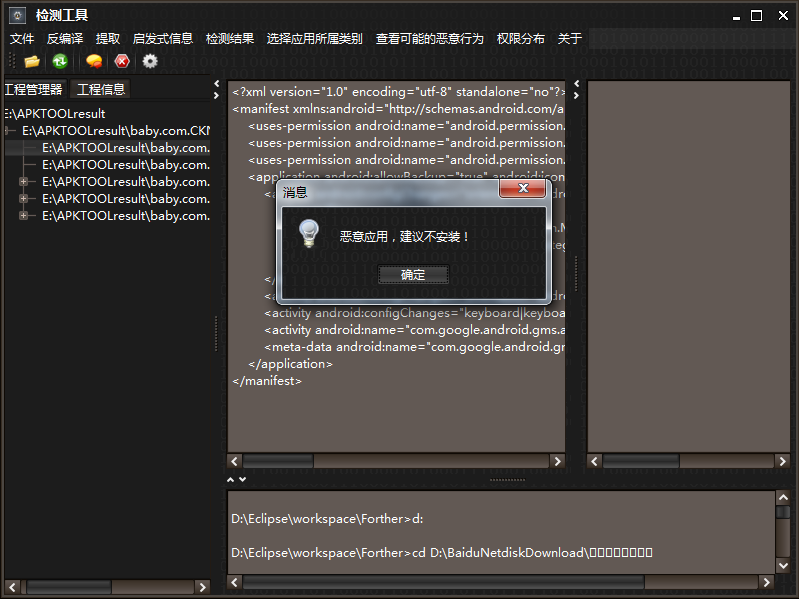 检测工具
文件 反编译 提取 启发式信息 检测结果 选择应用所属类别 查看可能的恶意行为 权限分布 关于
工程管理器 工程信息
E:\APKTOOLresult
E:\APKTOOLresult\baby.com.CKN
E:\APKTOOLresult\baby.com.
E:\APKTOOLresult\baby.com.
E:\APKTOOLresult\baby.com.
E:\APKTOOLresult\baby.com.
E:\APKTOOLresult\baby.com.
<?xml version="1.0" encoding="utf-8" standalone="no"?>
<manifest xmlns:android="http://schemas.android.com/a
<uses-permission android:name="android.permission.
<uses-permission android:name="android.permission.
<uses-permission android:name="android.permission.
<application android:allowBackup="true" android:icon
消息
恶意应用，建议不安装！
确定
<activity android:configChanges="keyboard|keyboa
<activity android:name="com.google.android.gms.a
<meta-data android:name="com.google.android.gr
</application>
</manifest>
D:\Eclipse\workspace\Forther>d:
D:\Eclipse\workspace\Forther>cd D:\BaiduNetdiskDownload\